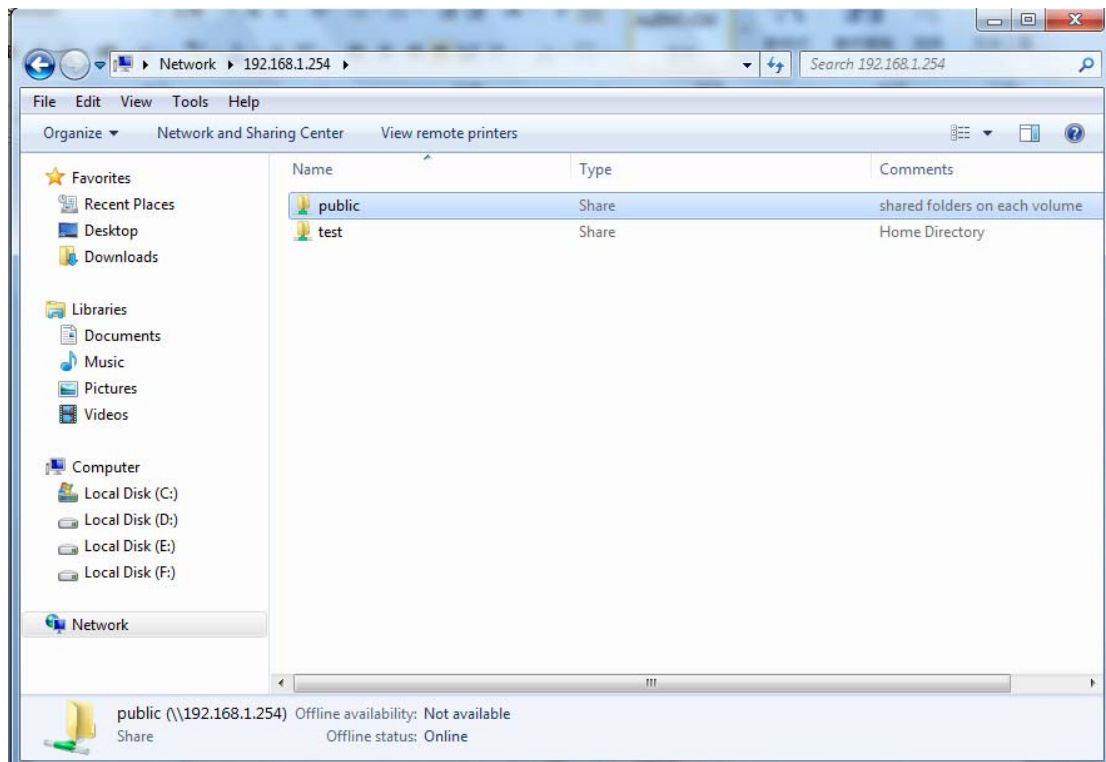 Network ▸ 192.168.1.254 ▸
Search 192.168.1.254
File Edit View Tools Help
Organize Network and Sharing Center View remote printers
Name Type Comments
public Share shared folders on each volume
test Share Home Directory
Favorites
Recent Places
Desktop
Downloads
Libraries
Documents
Music
Pictures
Videos
Computer
Local Disk (C:)
Local Disk (D:)
Local Disk (E:)
Local Disk (F:)
Network
public (\\192.168.1.254) Offline availability: Not available
Share Offline status: Online